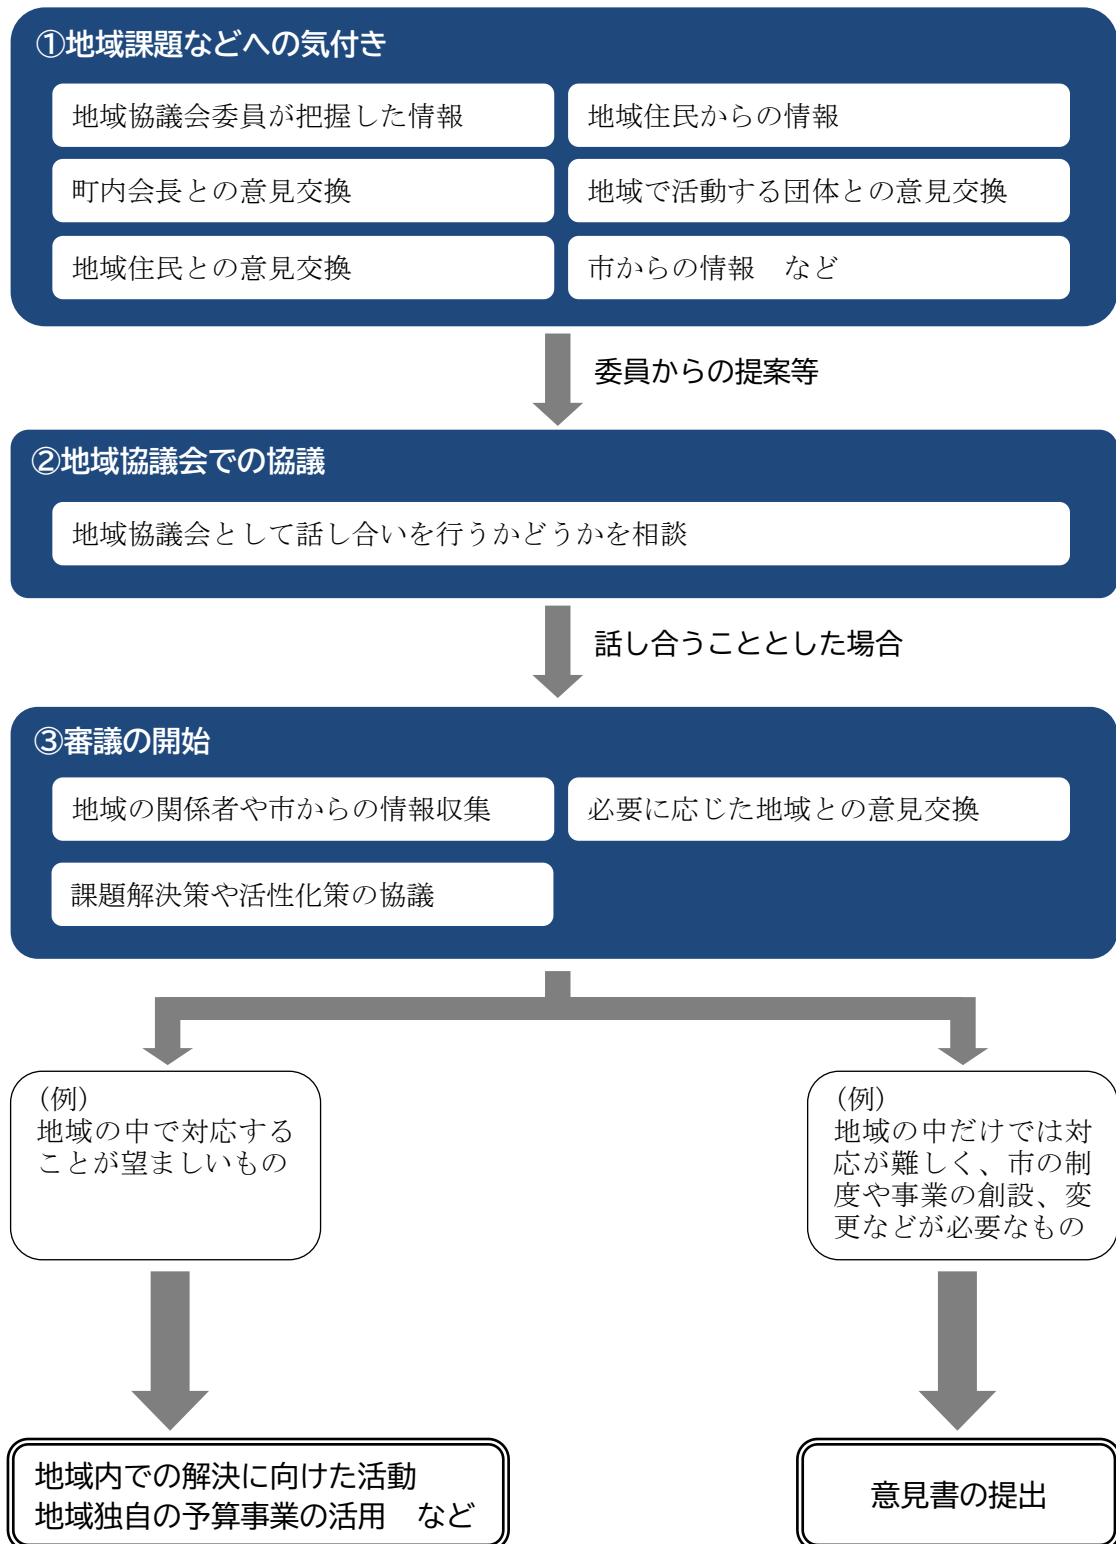 ①地域課題などへの気付き
地域協議会委員が把握した情報
地域住民からの情報
町内会長との意見交換
地域で活動する団体との意見交換
地域住民との意見交換
市からの情報　など
委員からの提案等
②地域協議会での協議
地域協議会として話し合いを行うかどうかを相談
話し合うこととした場合
③審議の開始
地域の関係者や市からの情報収集
必要に応じた地域との意見交換
課題解決策や活性化策の協議
（例）
地域の中で対応する
ことが望ましいもの
（例）
地域の中だけでは対
応が難しく、市の制
度や事業の創設、変
更などが必要なもの
地域内での解決に向けた活動
地域独自の予算事業の活用　など
意見書の提出